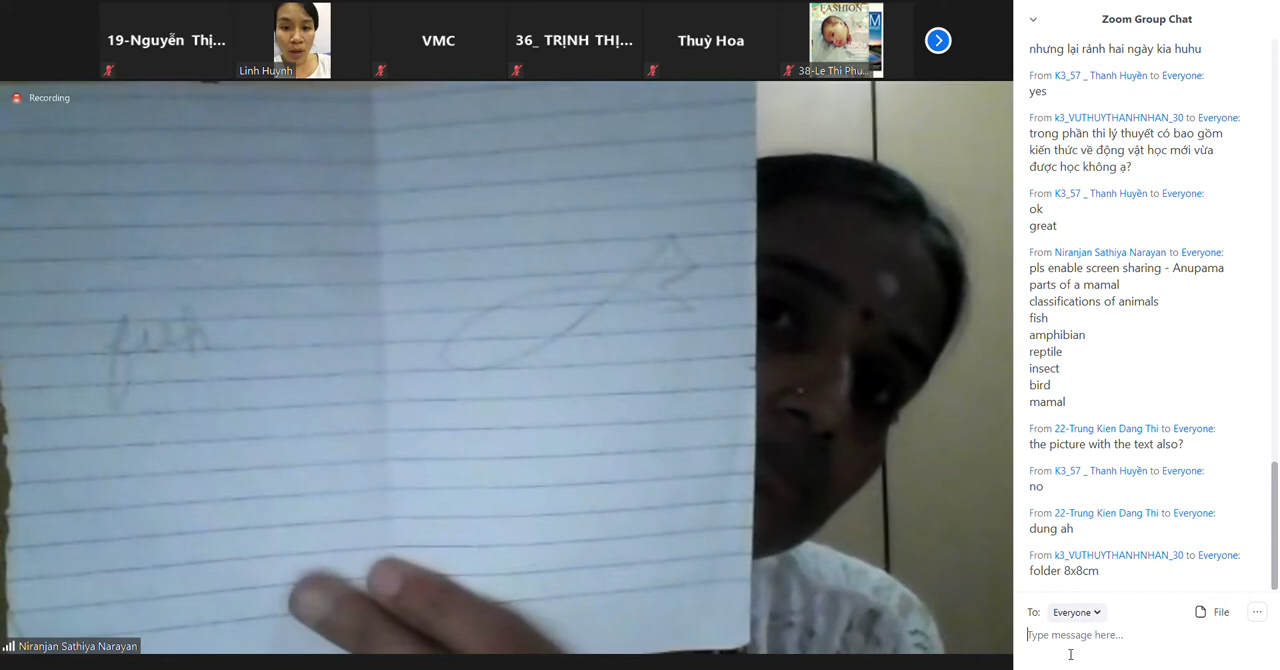 19-Nguyễn Thị...
Linh Huynh
VMC
36_ TRỊNH THỊ...
Thuỳ Hoa
FASHION
M
38-Le Thi Phu...
Recording
fish
Niranjan Sathiya Narayan
Zoom Group Chat
nhưng lại rảnh hai ngày kia huhu
From K3_57 _ Thanh Huyền to Everyone:
yes
From k3_VUTHUYTHANHNHAN_30 to Everyone:
trong phần thi lý thuyết có bao gồm
kiến thức về động vật học mới vừa
được học không ạ?
From K3_57 _ Thanh Huyền to Everyone:
ok
great
From Niranjan Sathiya Narayan to Everyone:
pls enable screen sharing - Anupama
parts of a mamal
classifications of animals
fish
amphibian
reptile
insect
bird
mamal
From 22-Trung Kien Dang Thi to Everyone:
the picture with the text also?
From K3_57 _ Thanh Huyền to Everyone:
no
From 22-Trung Kien Dang Thi to Everyone:
dung ah
From k3_VUTHUYTHANHNHAN_30 to Everyone:
folder 8x8cm
To: Everyone
File
Type message here...